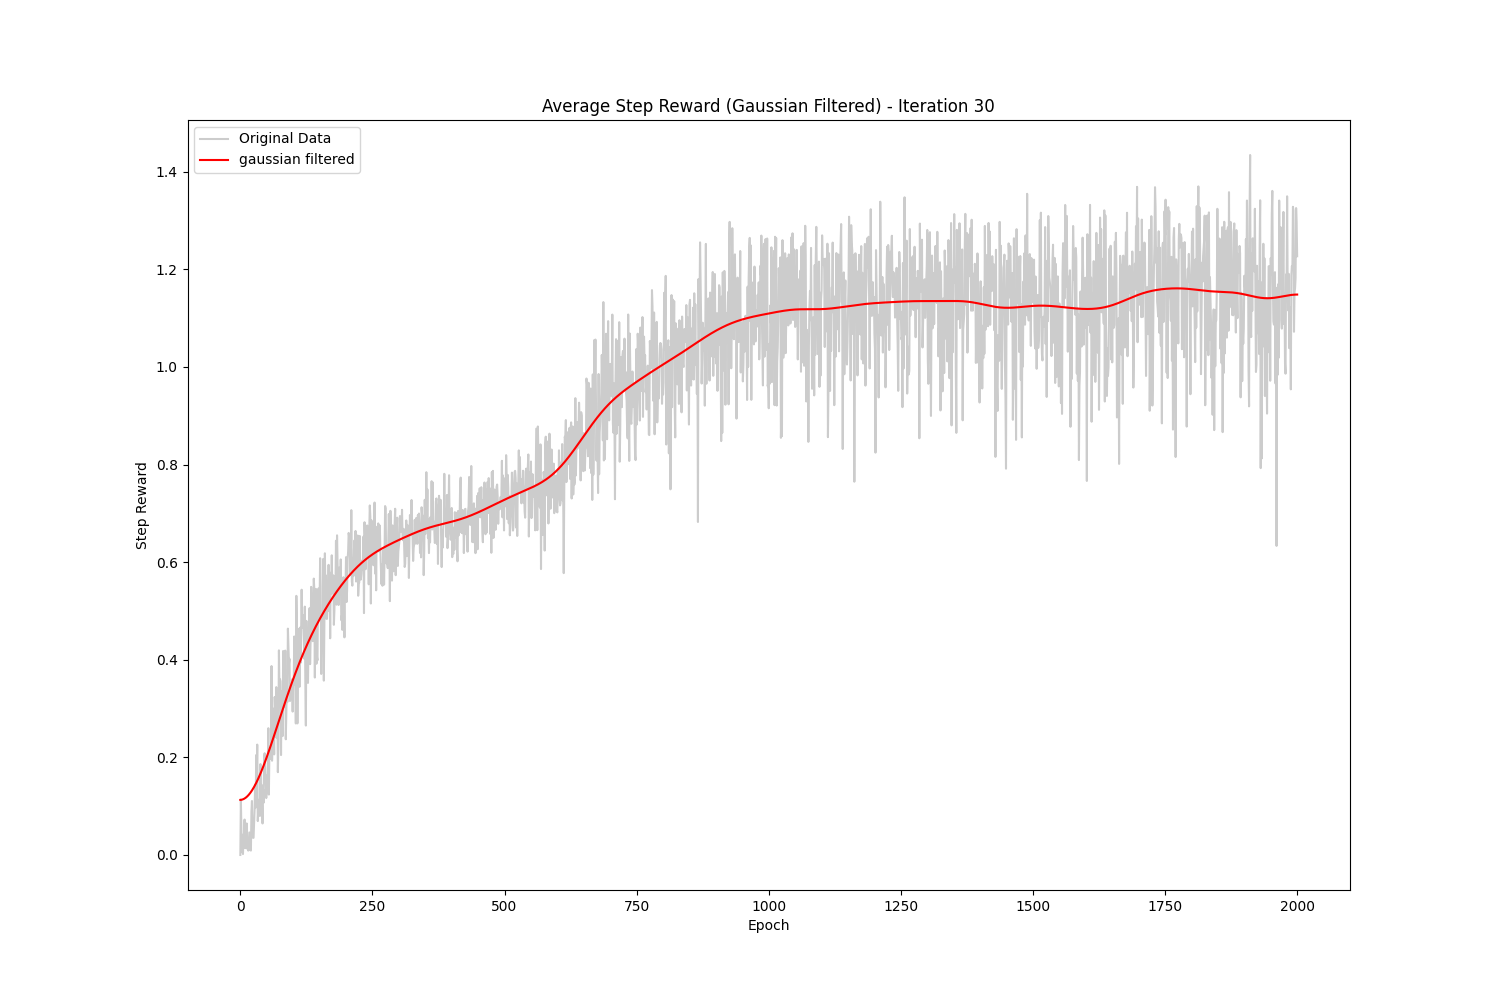 Average Step Reward (Gaussian Filtered) - Iteration 30
Original Data
gaussian filtered
1.4
1.2
1.0
0.8
0.6
0.4
0.2
0.0
Step Reward
0 250 500 750 1000 1250 1500 1750 2000
Epoch